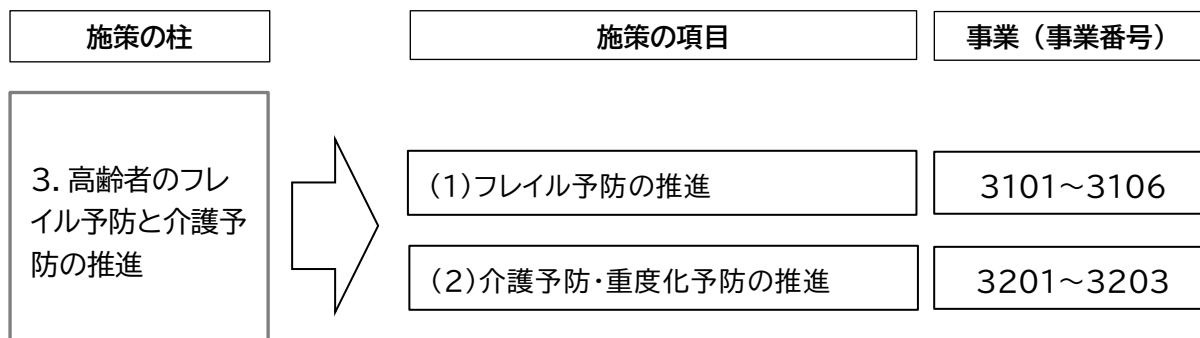 施策の柱
施策の項目
事業（事業番号）
3．高齢者のフレ
イル予防と介護予
防の推進
（1）フレイル予防の推進
3101～3106
（2）介護予防・重度化予防の推進
3201～3203